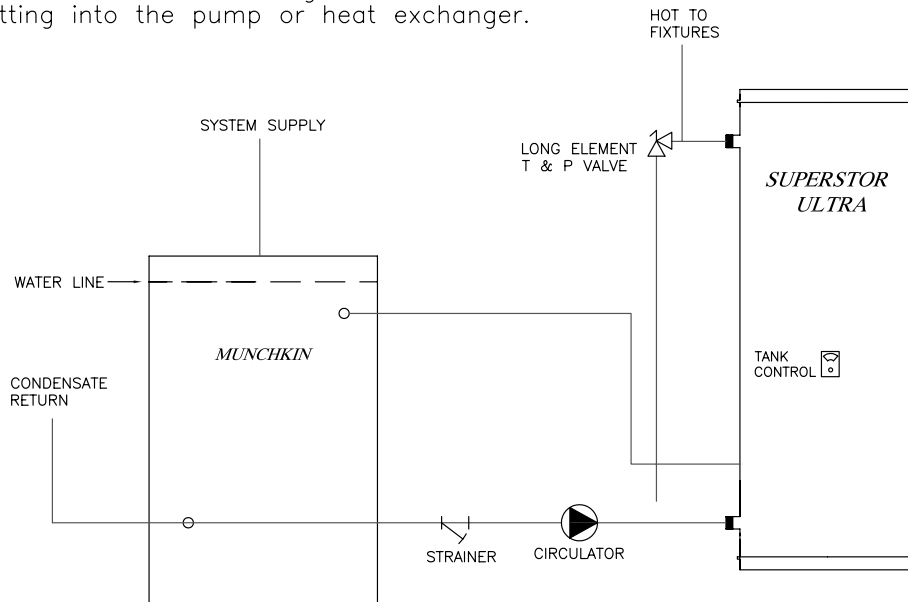 tting into the pump or heat exchanger.
HOT TO
FIXTURES
SYSTEM SUPPLY
LONG ELEMENT
T & P VALVE
SUPERSTOR
ULTRA
WATER LINE
MUNCHKIN
TANK
CONTROL
CONDENSATE
RETURN
STRAINER
CIRCULATOR